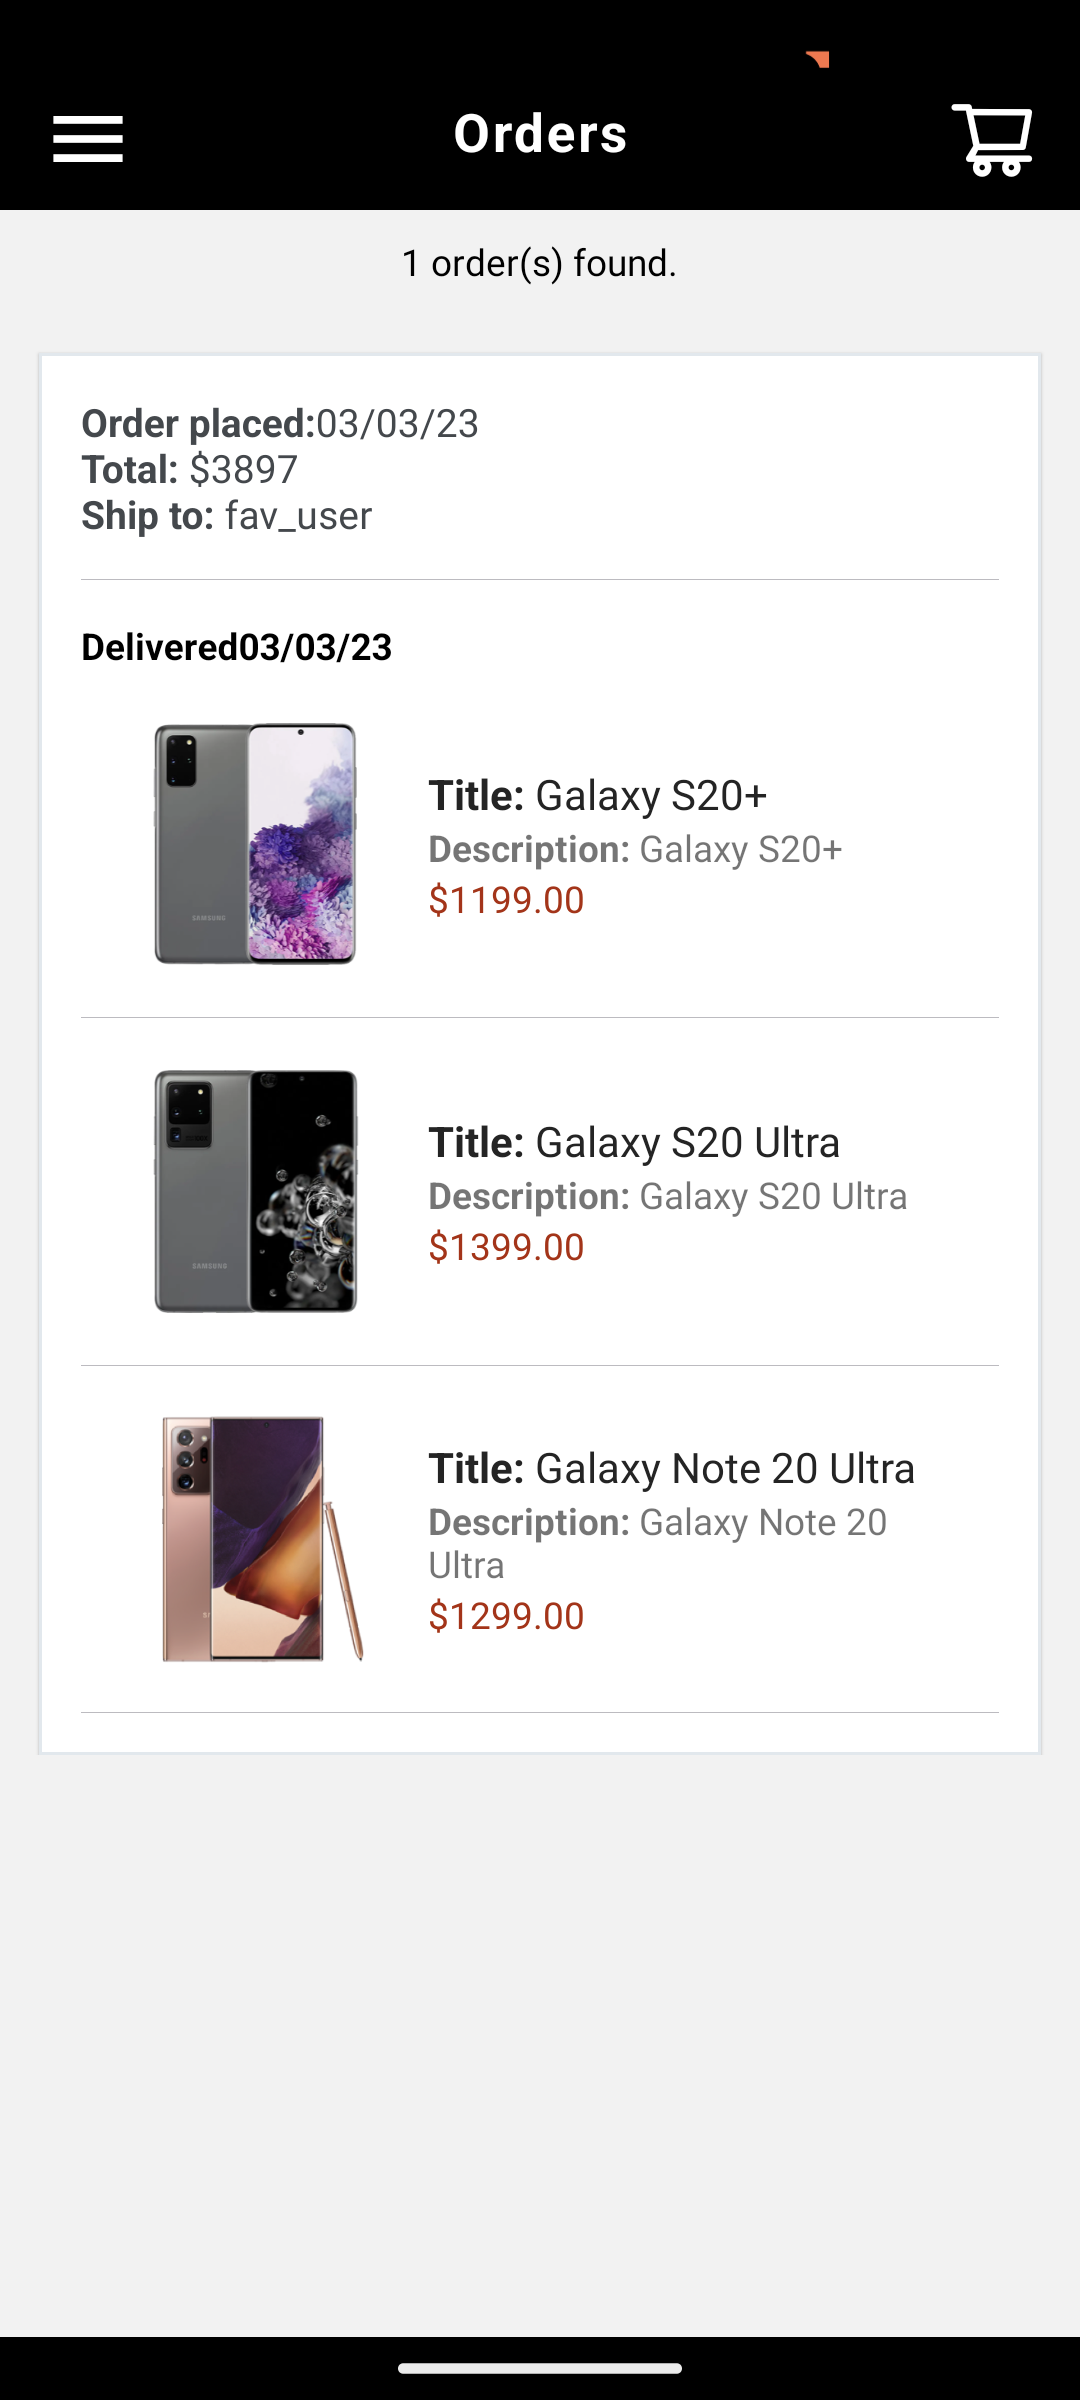 Orders
1 order(s) found.
Order placed:03/03/23
Total: $3897
Ship to: fav_user
Delivered03/03/23
SAMSUNG
Title: Galaxy S20+
Description: Galaxy S20+
$1199.00
SAMSUNG
Title: Galaxy S20 Ultra
Description: Galaxy S20 Ultra
$1399.00
Title: Galaxy Note 20 Ultra
Description: Galaxy Note 20
Ultra
$1299.00